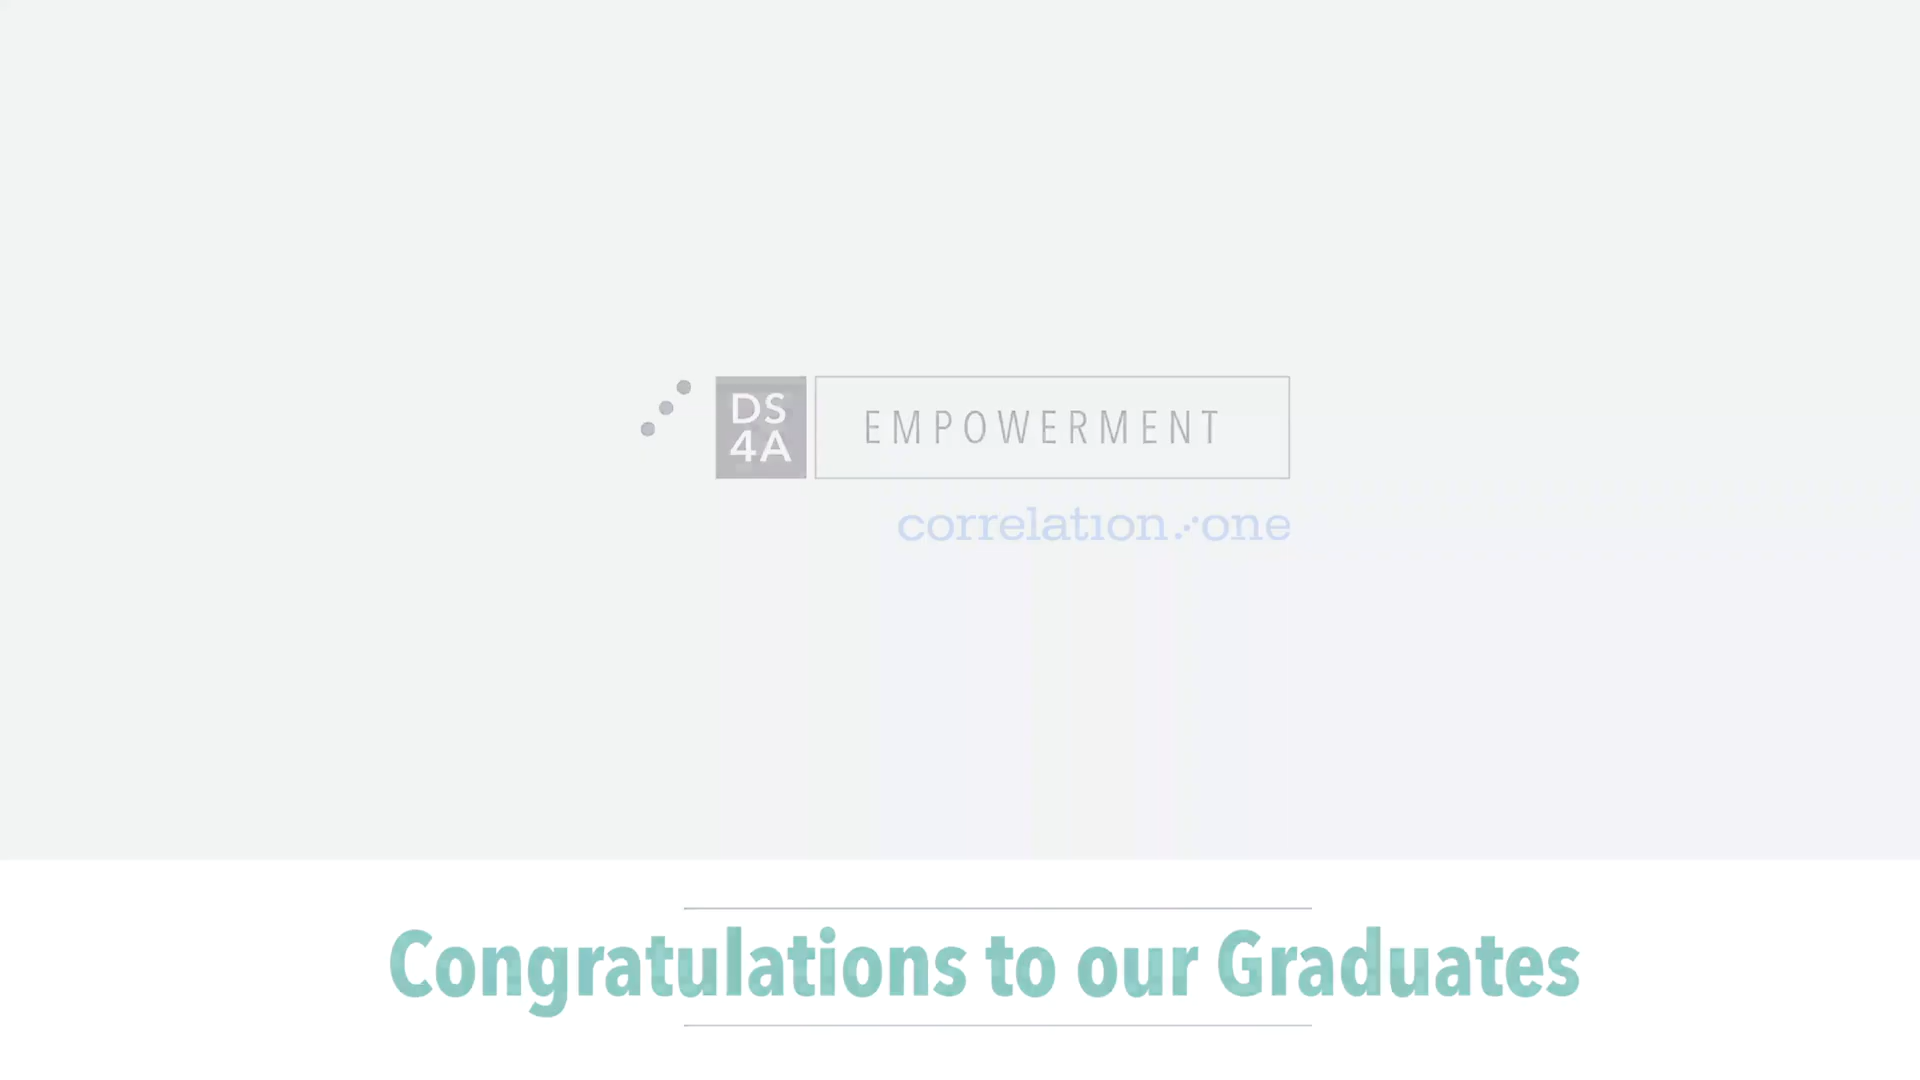 DS
4A
EMPOWERMENT
correlation one
Congratulations to our Graduates